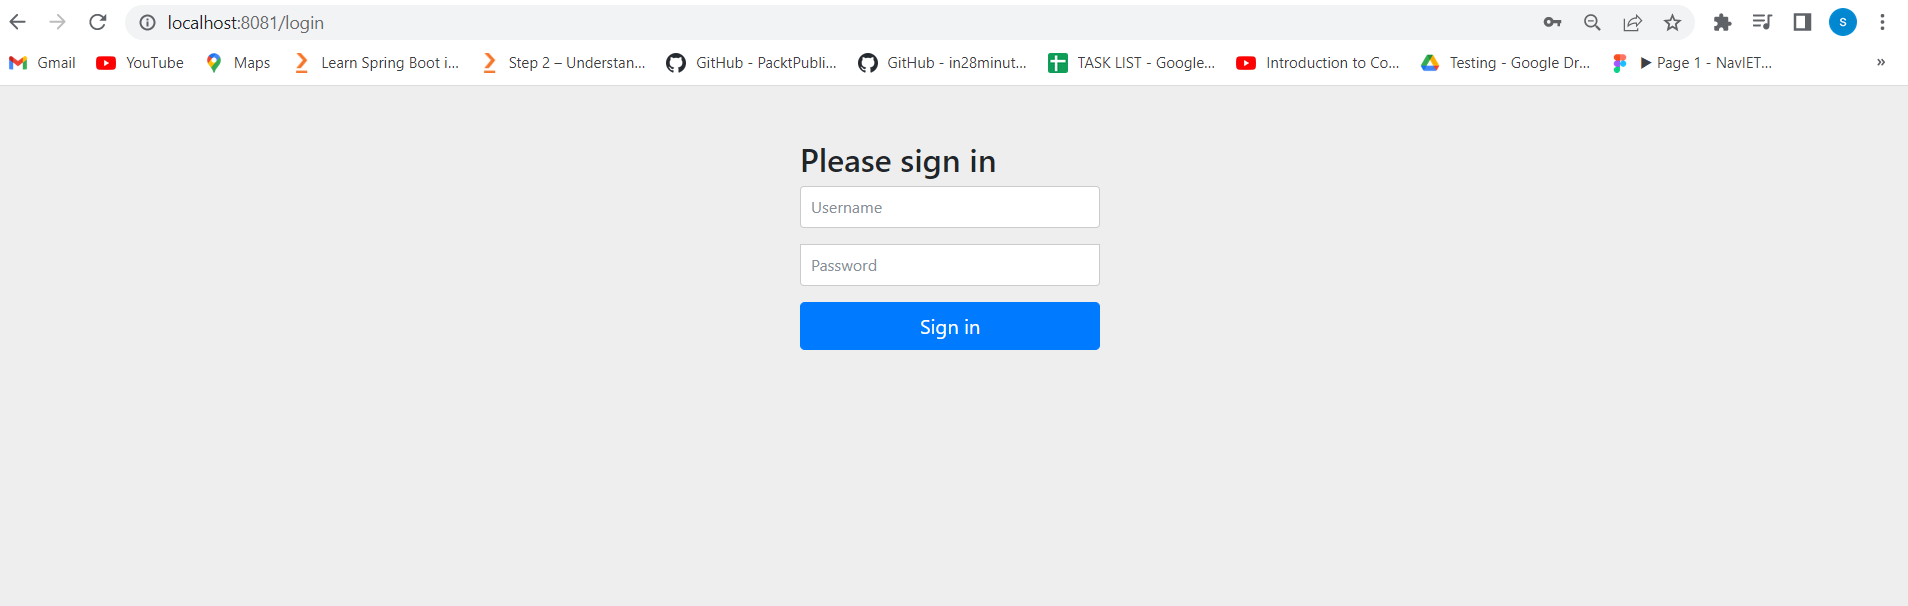 localhost:8081/login
S
Gmail YouTube Maps Learn Spring Boot i... Step 2 – Understan... GitHub - PacktPubli... GitHub - in28minut... TASK LIST - Google... Introduction to Co... Testing - Google Dr... ▶ Page 1 - NavIET... »
Please sign in
Username
Password
Sign in